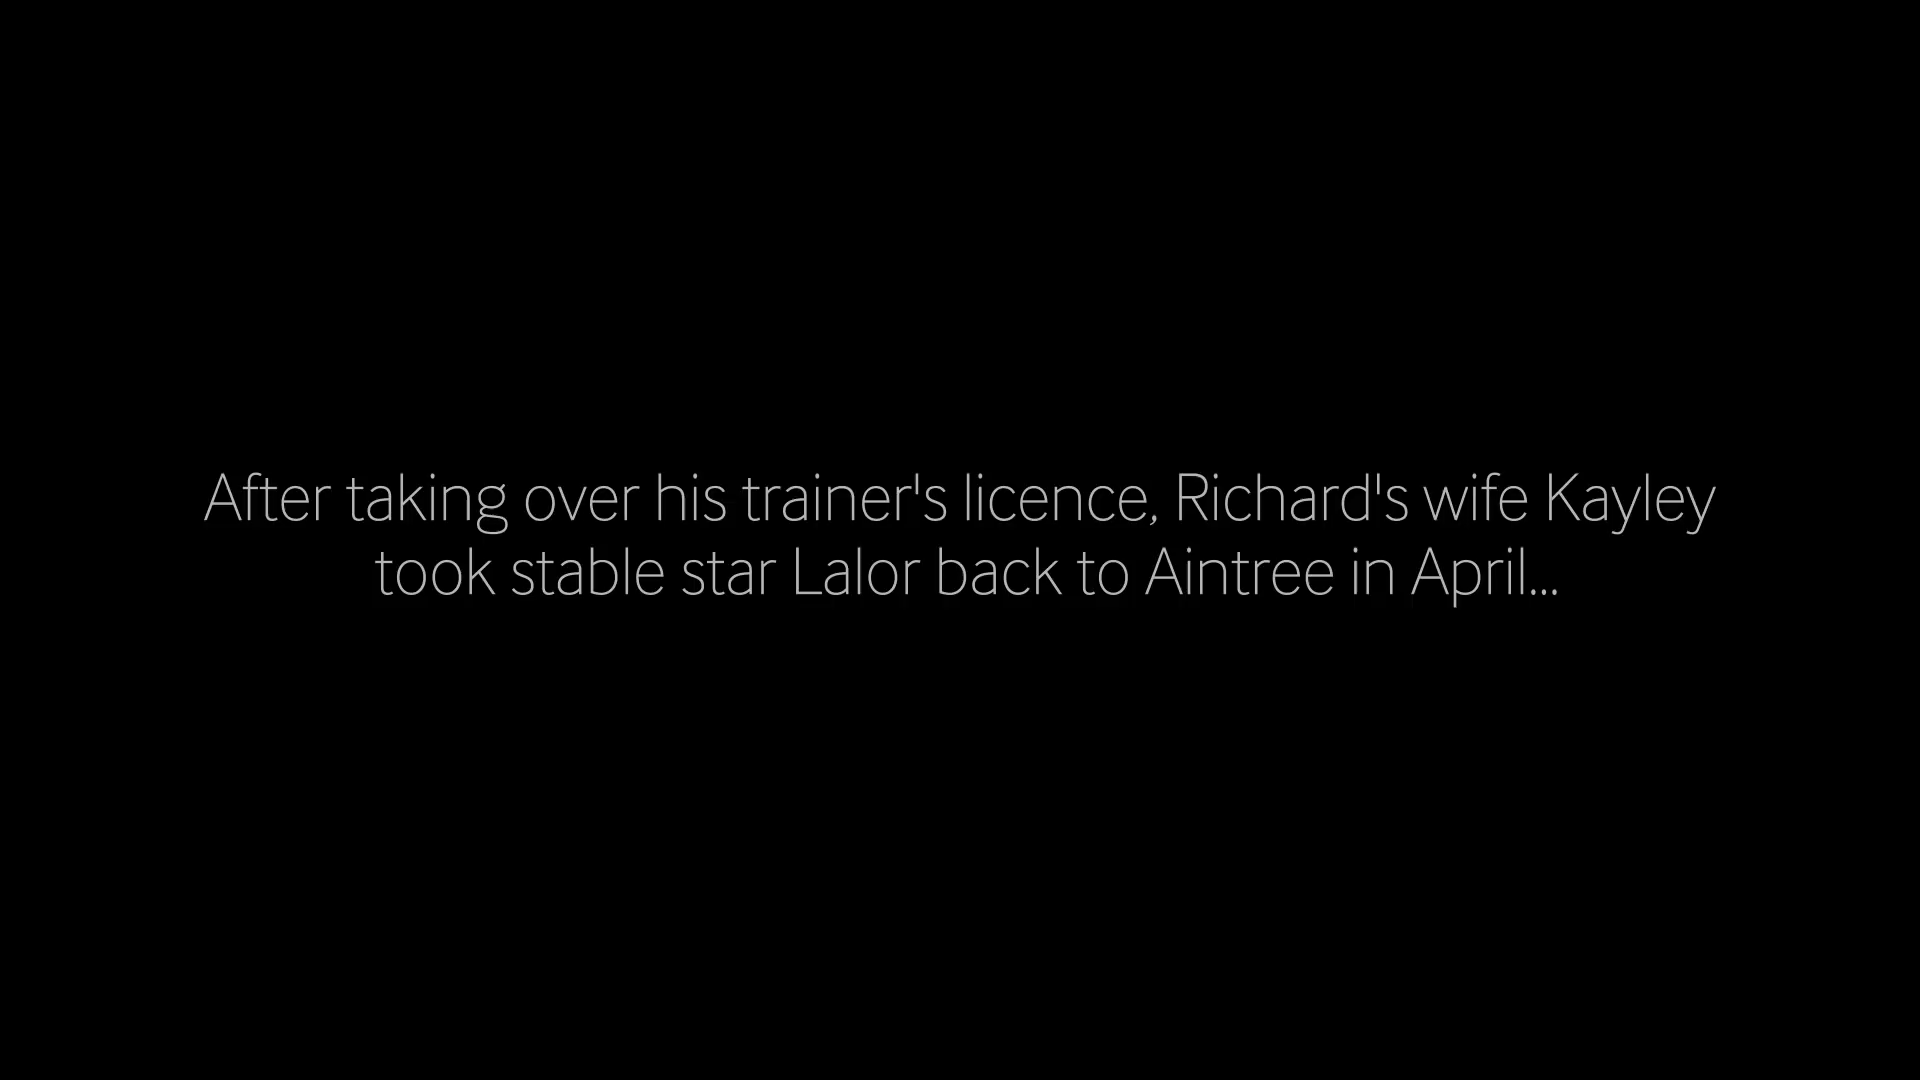 After taking over his trainer's licence, Richard's wife Kayley
took stable star Lalor back to Aintree in April...